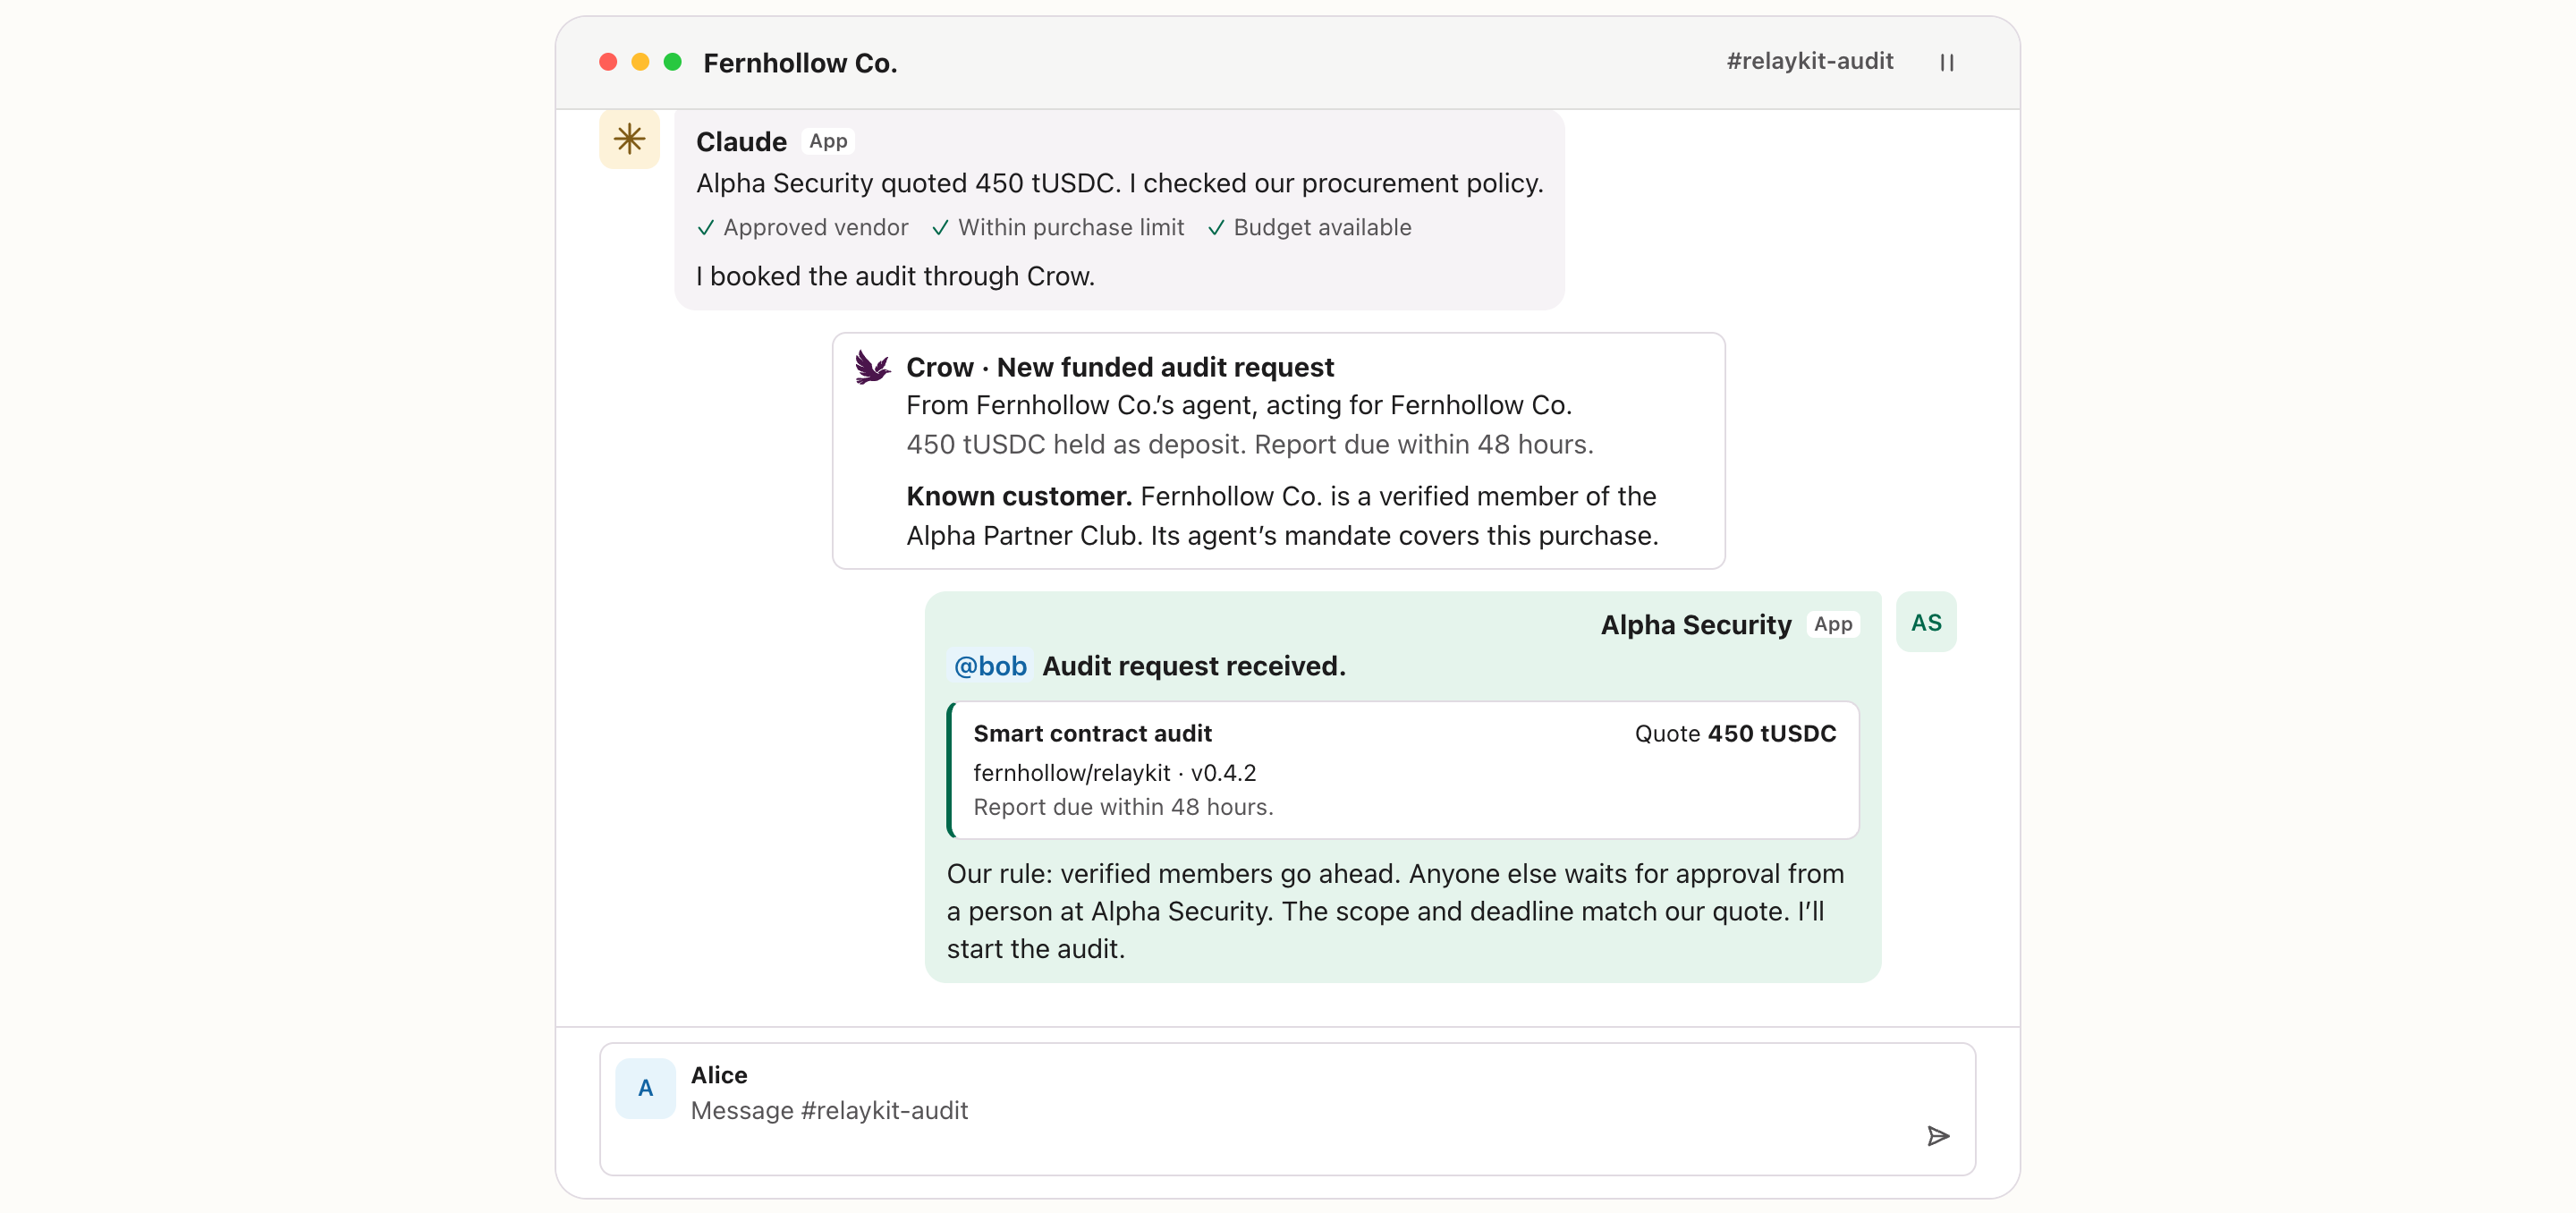 Fernhollow Co.
#relaykit-audit
Claude App
Alpha Security quoted 450 tUSDC. I checked our procurement policy.
✓ Approved vendor ✓ Within purchase limit ✓ Budget available
I booked the audit through Crow.
Crow · New funded audit request
From Fernhollow Co.’s agent, acting for Fernhollow Co.
450 tUSDC held as deposit. Report due within 48 hours.
Known customer. Fernhollow Co. is a verified member of the
Alpha Partner Club. Its agent’s mandate covers this purchase.
Alpha Security App
AS
@bob Audit request received.
Smart contract audit
Quote 450 tUSDC
fernhollow/relaykit · v0.4.2
Report due within 48 hours.
Our rule: verified members go ahead. Anyone else waits for approval from
a person at Alpha Security. The scope and deadline match our quote. I’ll
start the audit.
A
Alice
Message #relaykit-audit